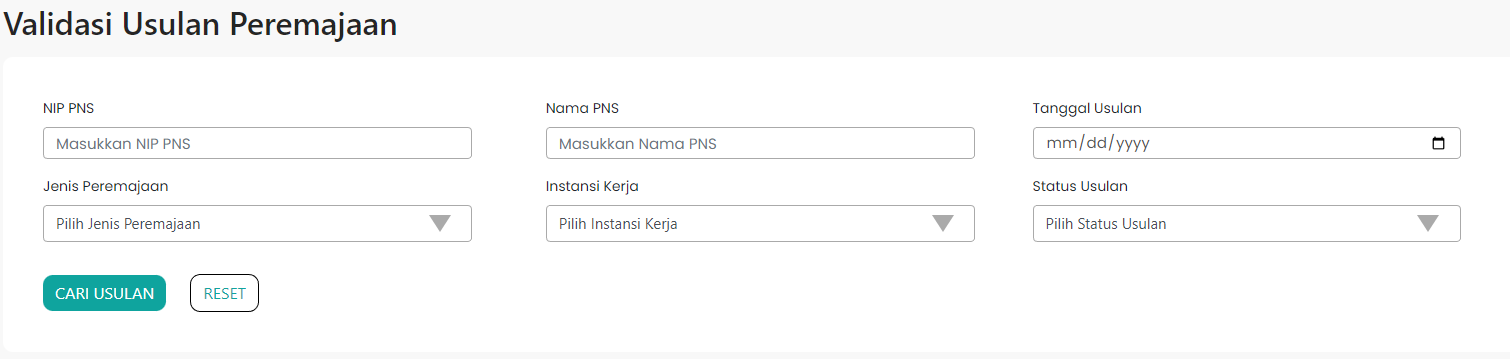 Validasi Usulan Peremajaan
NIP PNS
Nama PNS
Tanggal Usulan
Masukkan NIP PNS
Masukkan Nama PNS
mm/dd/yyyy
Jenis Peremajaan
Instansi Kerja
Status Usulan
Pilih Jenis Peremajaan
Pilih Instansi Kerja
Pilih Status Usulan
CARI USULAN
RESET